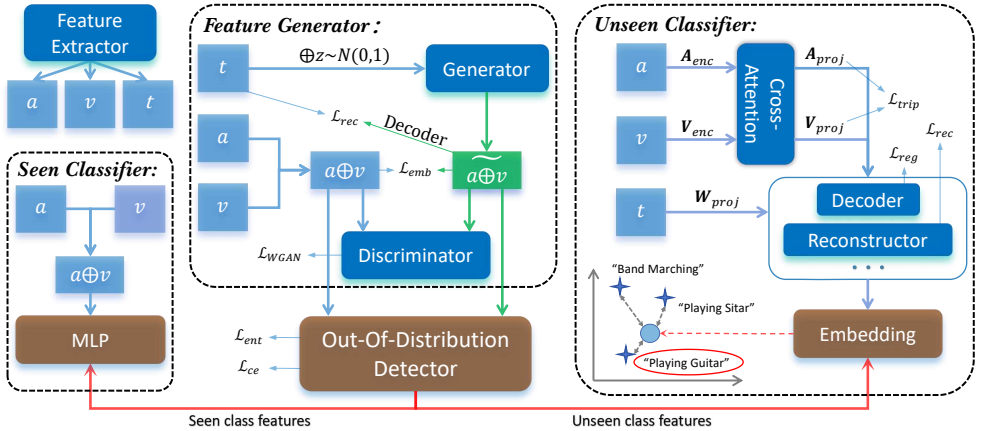 Feature
Extractor
a
v
t
Seen Classifier:
a
v
a⊕v
MLP
Feature Generator:
t
⊕z~N(0,1)
Generator
ℒrec
Decoder
a
v
a⊕v
ℒemb
a⊕v
ℒWGAN
Discriminator
ℒent
ℒce
Out-Of-Distribution
Detector
Seen class features
Unseen class features
Unseen Classifier:
a
Aenc
Cross-
Attention
Aproj
ℒtrip
v
Venc
Vproj
ℒrec
ℒreg
t
Wproj
Decoder
Reconstructor
• • •
"Band Marching"
"Playing Sitar"
"Playing Guitar"
Embedding